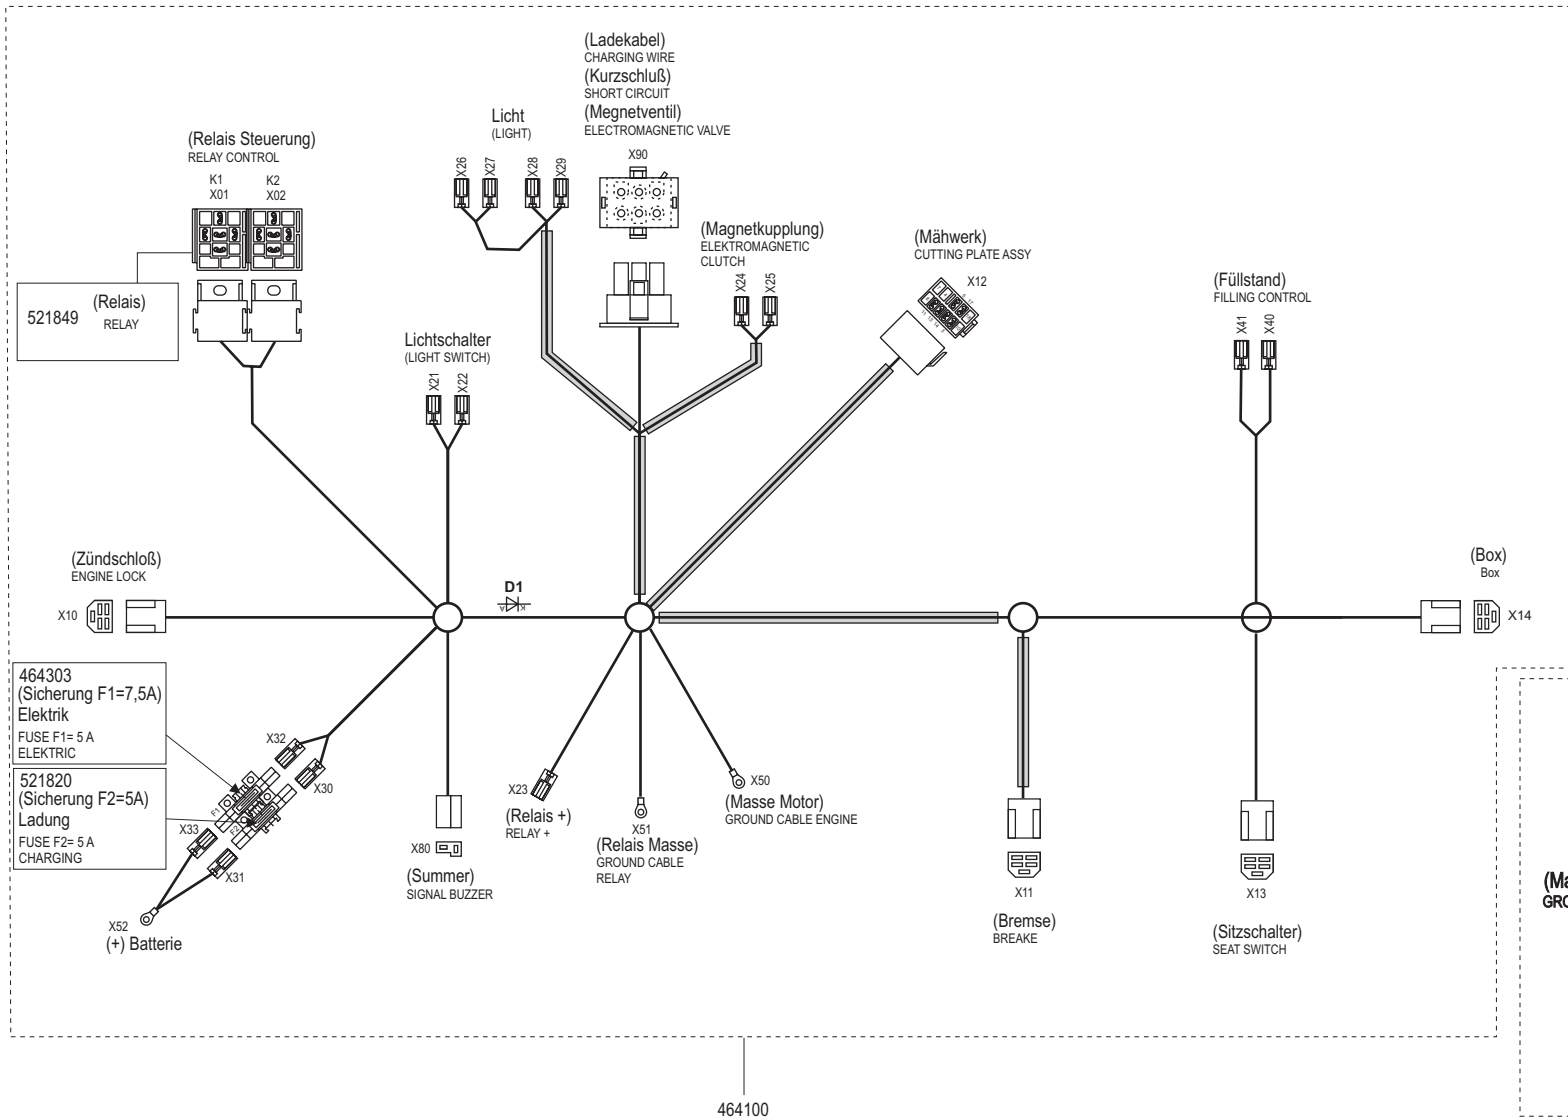 (Ladekabel)
CHARGING WIRE
(Kurzschluß)
SHORT CIRCUIT
(Megnetventil)
ELECTROMAGNETIC VALVE
X90
Licht
(LIGHT)
X26
X27
X28
X29
(Relais Steuerung)
RELAY CONTROL
K1
X01
K2
X02
521849
(Relais)
RELAY
(Magnetkupplung)
ELEKTROMAGNETIC
CLUTCH
X24
X25
(Mähwerk)
CUTTING PLATE ASSY
X12
(Füllstand)
FILLING CONTROL
X41
X40
Lichtschalter
(LIGHT SWITCH)
X21
X22
(Zündschloß)
ENGINE LOCK
X10
D1
A
K
(Box)
Box
X14
464303
(Sicherung F1=7,5A)
Elektrik
FUSE F1= 5 A
ELEKTRIC
521820
(Sicherung F2=5A)
Ladung
FUSE F2= 5 A
CHARGING
X32
X30
F1
F2
X33
X31
X52
(+) Batterie
X80
(Summer)
SIGNAL BUZZER
X23
(Relais +)
RELAY +
X51
(Relais Masse)
GROUND CABLE
RELAY
X50
(Masse Motor)
GROUND CABLE ENGINE
X11
(Bremse)
BREAKE
X13
(Sitzschalter)
SEAT SWITCH
(Ma
GRO
464100